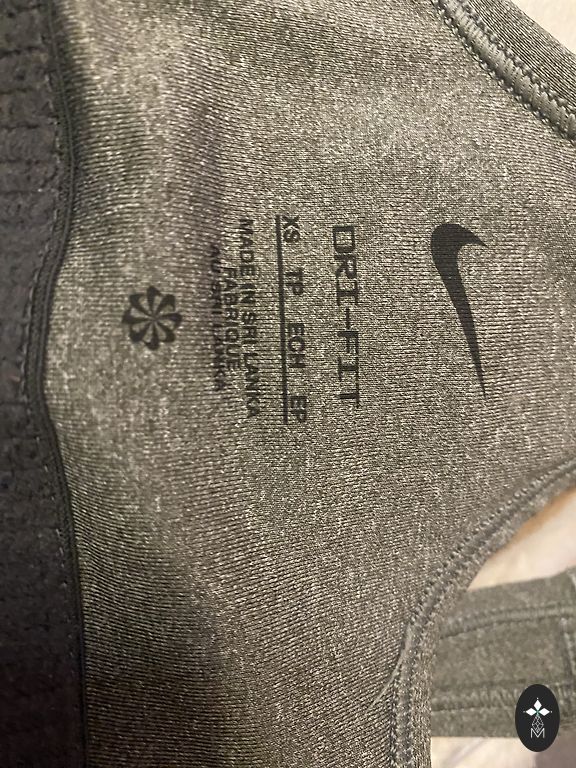 DRI-FIT
XS TP ECH EP
MADE IN SRI LANKA
FABRIQUE
AU SRI LANKA
M